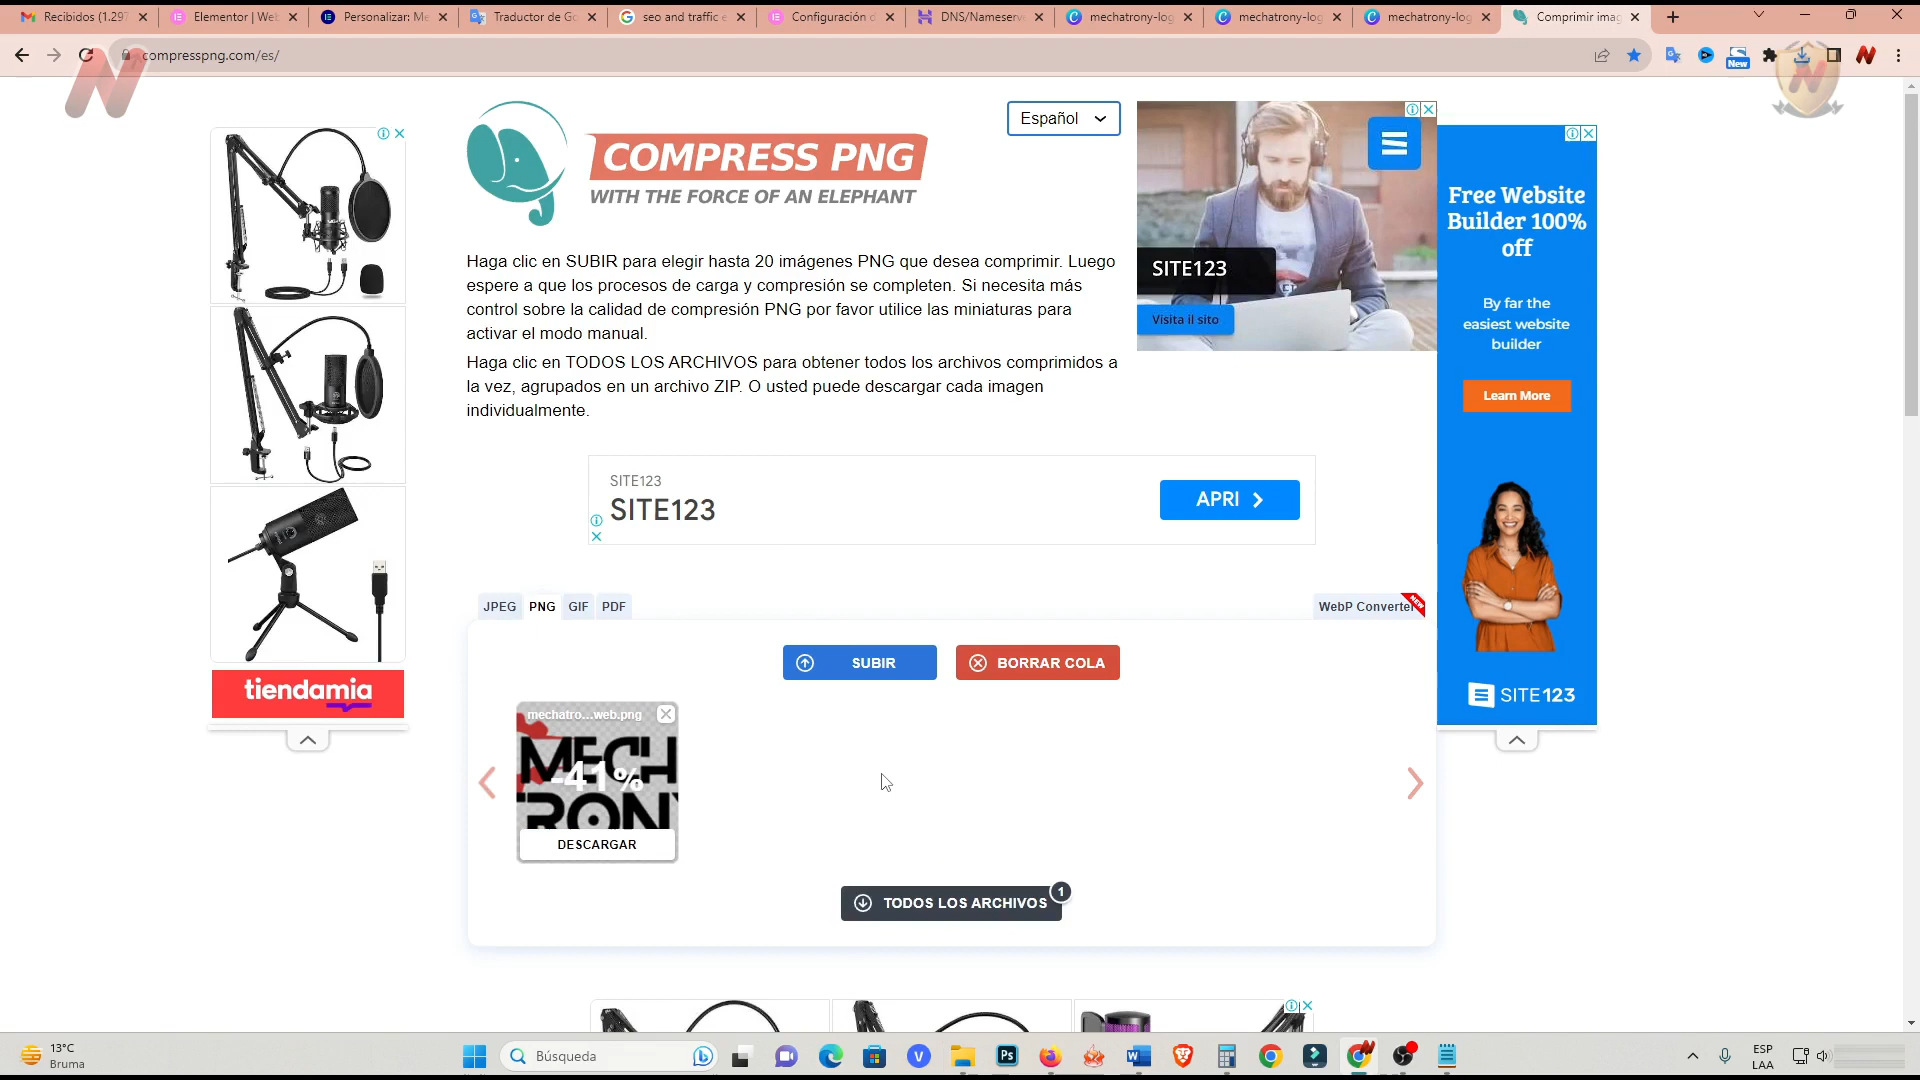 Recibidos (1.297
Elementor | Wel
Personalizar: Me
Traductor de Go
seo and traffic e
Configuración d
DNS/Nameserv
mechatrony-log
mechatrony-log
mechatrony-log
Comprimir imag
compresspng.com/es/
New
Español
COMPRESS PNG
WITH THE FORCE OF AN ELEPHANT
Haga clic en SUBIR para elegir hasta 20 imágenes PNG que desea comprimir. Luego
espere a que los procesos de carga y compresión se completen. Si necesita más
control sobre la calidad de compresión PNG por favor utilice las miniaturas para
activar el modo manual.
Haga clic en TODOS LOS ARCHIVOS para obtener todos los archivos comprimidos a
la vez, agrupados en un archivo ZIP. O usted puede descargar cada imagen
individualmente.
SITE123
Visita il sito
Free Website
Builder 100%
off
By far the
easiest website
builder
Learn More
SITE123
tiendamia
SITE123
SITE123
APRI
JPEG
PNG
GIF
PDF
WebP Converter
NEW
SUBIR
BORRAR COLA
mechatro...web.png
MECH
-41%
TRON
DESCARGAR
TODOS LOS ARCHIVOS
1
13°C
Bruma
Búsqueda
Ps
ESP
LAA